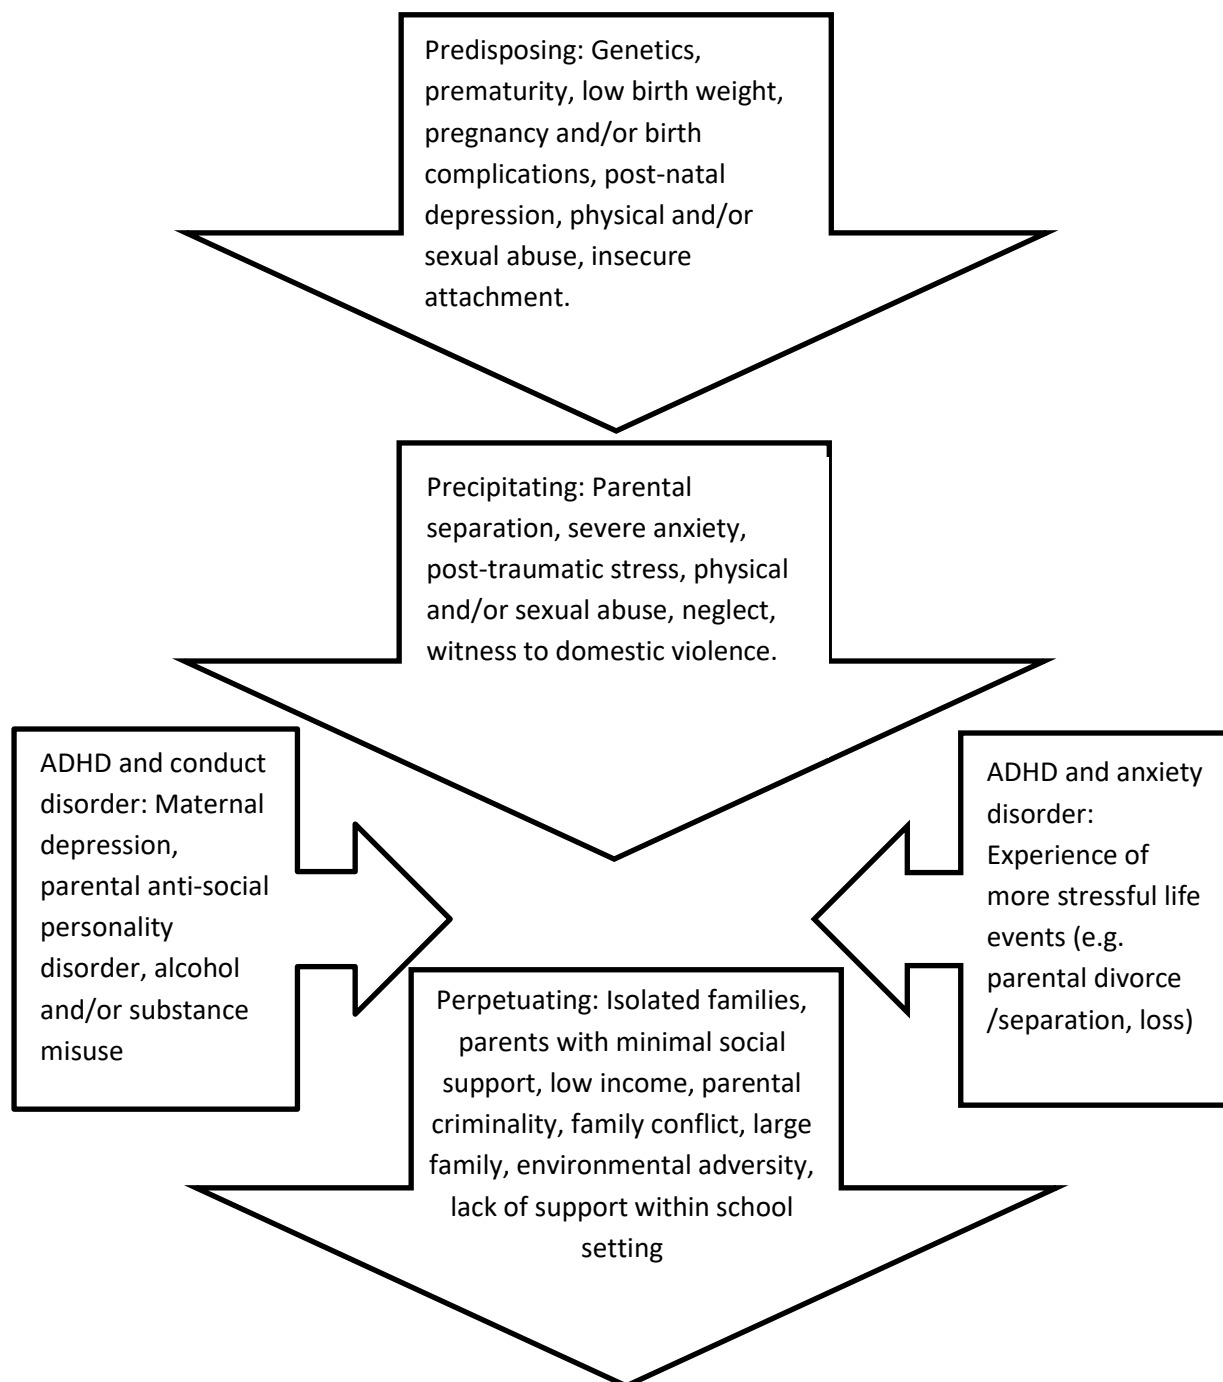 Predisposing: Genetics,
prematurity, low birth weight,
pregnancy and/or birth
complications, post-natal
depression, physical and/or
sexual abuse, insecure
attachment.
Precipitating: Parental
separation, severe anxiety,
post-traumatic stress, physical
and/or sexual abuse, neglect,
witness to domestic violence.
ADHD and conduct
disorder: Maternal
depression,
parental anti-social
personality
disorder, alcohol
and/or substance
misuse
ADHD and anxiety
disorder:
Experience of
more stressful life
events (e.g.
parental divorce
/separation, loss)
Perpetuating: Isolated families,
parents with minimal social
support, low income, parental
criminality, family conflict, large
family, environmental adversity,
lack of support within school
setting